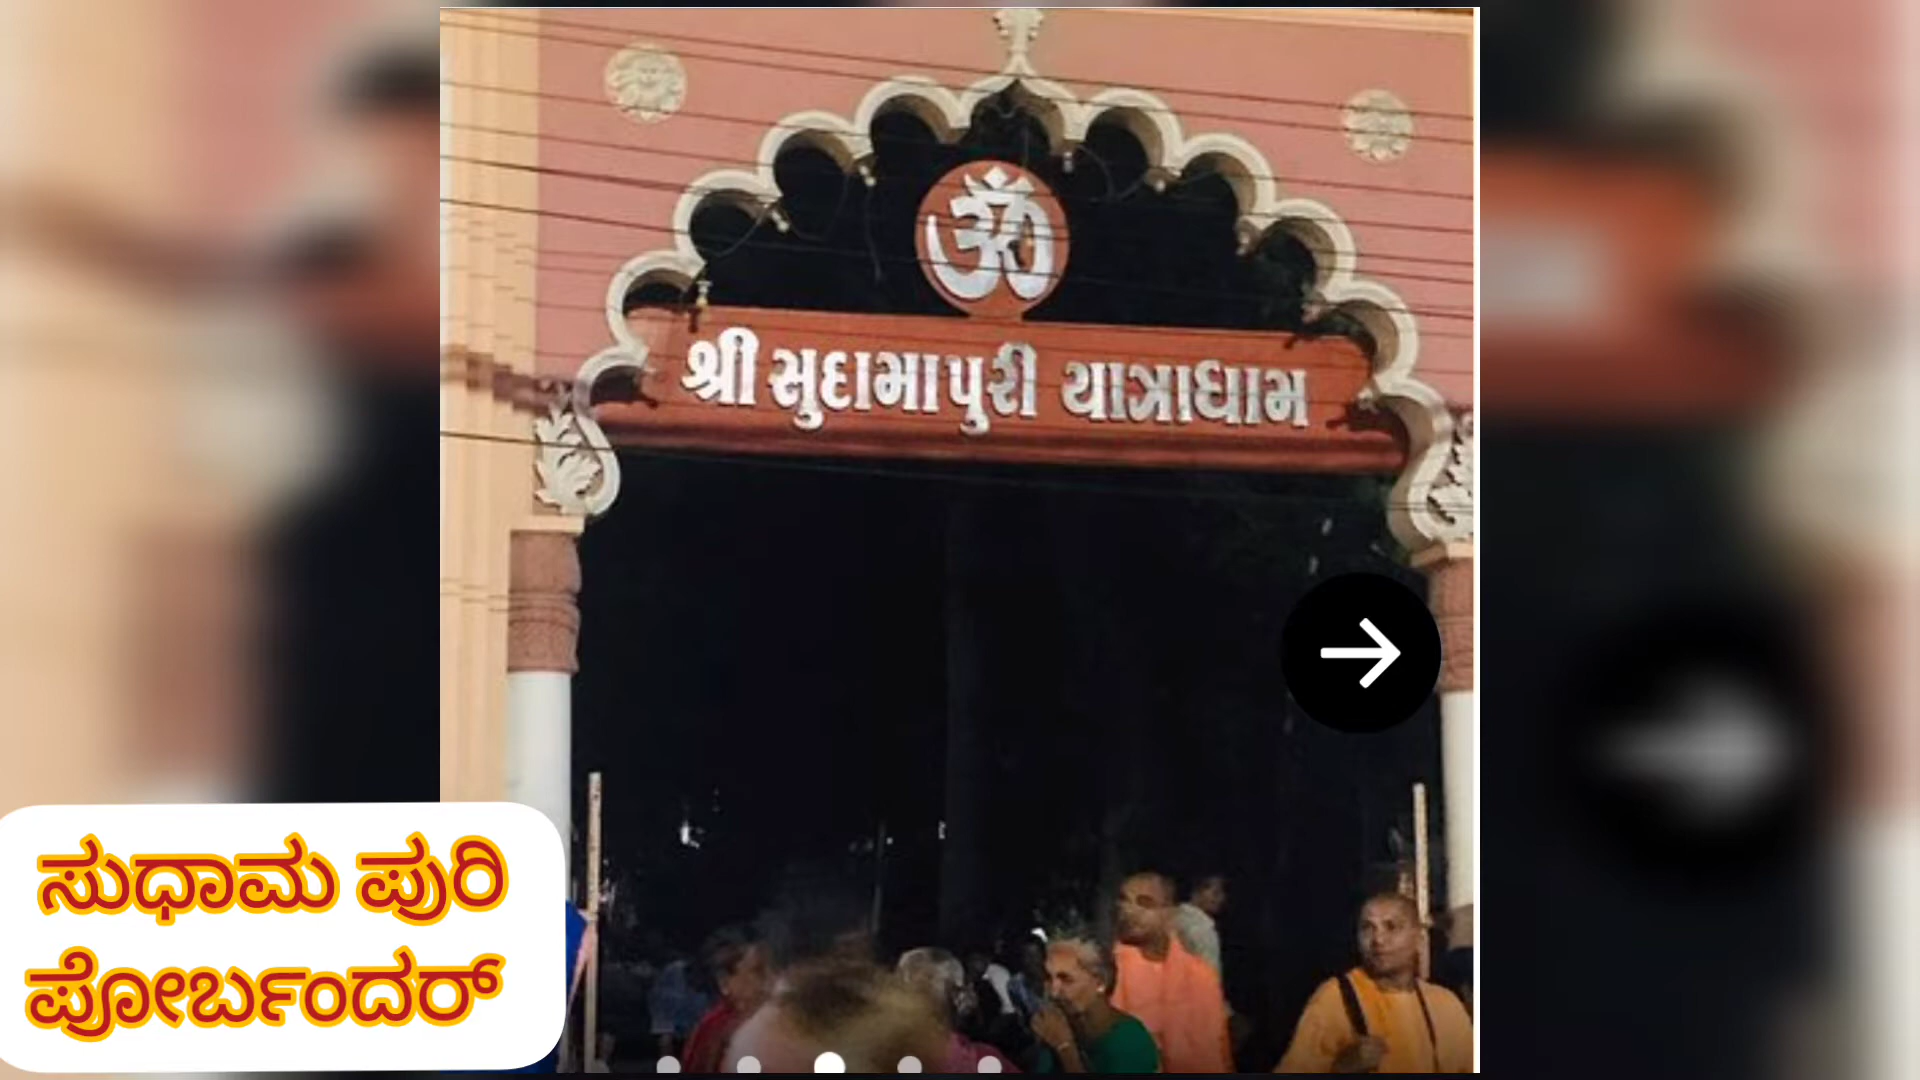 ૐ
શ્રી સુદામાપુરી યાત્રાધામ
ಸುಧಾಮ ಪುರಿ
ಪೋರ್ಬಂದರ್